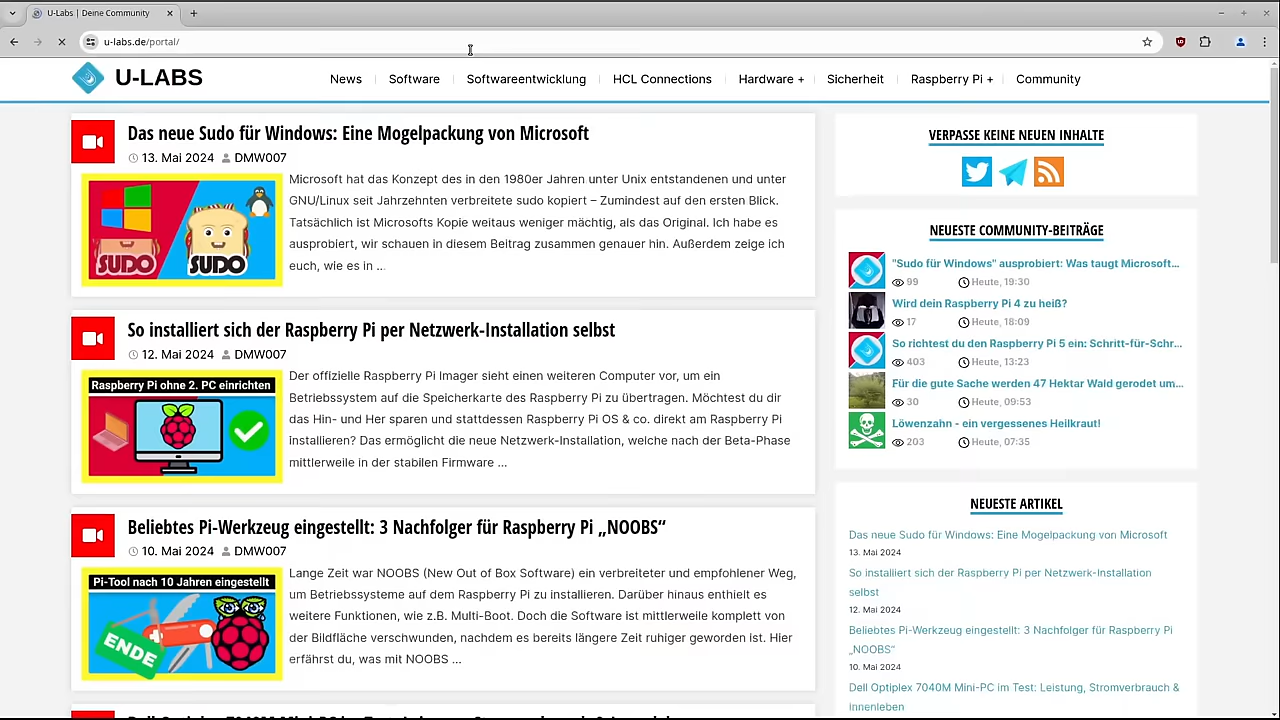 U-Labs | Deine Community
u-labs.de/portal/
U-LABS
News
Software
Softwareentwicklung
HCL Connections
Hardware +
Sicherheit
Raspberry Pi +
Community
Das neue Sudo für Windows: Eine Mogelpackung von Microsoft
13. Mai 2024 DMW007
SUDO SUDO
Microsoft hat das Konzept des in den 1980er Jahren unter Unix entstandenen und unter
GNU/Linux seit Jahrzehnten verbreitete sudo kopiert – Zumindest auf den ersten Blick.
Tatsächlich ist Microsofts Kopie weitaus weniger mächtig, als das Original. Ich habe es
ausprobiert, wir schauen in diesem Beitrag zusammen genauer hin. Außerdem zeige ich
euch, wie es in ...
So installiert sich der Raspberry Pi per Netzwerk-Installation selbst
12. Mai 2024 DMW007
Raspberry Pi ohne 2. PC einrichten
Der offizielle Raspberry Pi Imager sieht einen weiteren Computer vor, um ein
Betriebssystem auf die Speicherkarte des Raspberry Pi zu übertragen. Möchtest du dir
das Hin- und Her sparen und stattdessen Raspberry Pi OS & co. direkt am Raspberry Pi
installieren? Das ermöglicht die neue Netzwerk-Installation, welche nach der Beta-Phase
mittlerweile in der stabilen Firmware ...
Beliebtes Pi-Werkzeug eingestellt: 3 Nachfolger für Raspberry Pi „NOOBS“
10. Mai 2024 DMW007
Pi-Tool nach 10 Jahren eingestellt
ENDE
Lange Zeit war NOOBS (New Out of Box Software) ein verbreiteter und empfohlener Weg,
um Betriebssysteme auf dem Raspberry Pi zu installieren. Darüber hinaus enthielt es
weitere Funktionen, wie z.B. Multi-Boot. Doch die Software ist mittlerweile komplett von
der Bildfläche verschwunden, nachdem es bereits längere Zeit ruhiger geworden ist. Hier
erfährst du, was mit NOOBS ...
VERPASSE KEINE NEUEN INHALTE
NEUESTE COMMUNITY-BEITRÄGE
"Sudo für Windows" ausprobiert: Was taugt Microsoft...
99 Heute, 19:30
Wird dein Raspberry Pi 4 zu heiß?
17 Heute, 18:09
So richtest du den Raspberry Pi 5 ein: Schritt-für-Schr...
403 Heute, 13:23
Für die gute Sache werden 47 Hektar Wald gerodet um...
30 Heute, 09:53
Löwenzahn - ein vergessenes Heilkraut!
203 Heute, 07:35
NEUESTE ARTIKEL
Das neue Sudo für Windows: Eine Mogelpackung von Microsoft
13. Mai 2024
So installiert sich der Raspberry Pi per Netzwerk-Installation
selbst
12. Mai 2024
Beliebtes Pi-Werkzeug eingestellt: 3 Nachfolger für Raspberry Pi
„NOOBS“
10. Mai 2024
Dell Optiplex 7040M Mini-PC im Test: Leistung, Stromverbrauch &
Innenleben